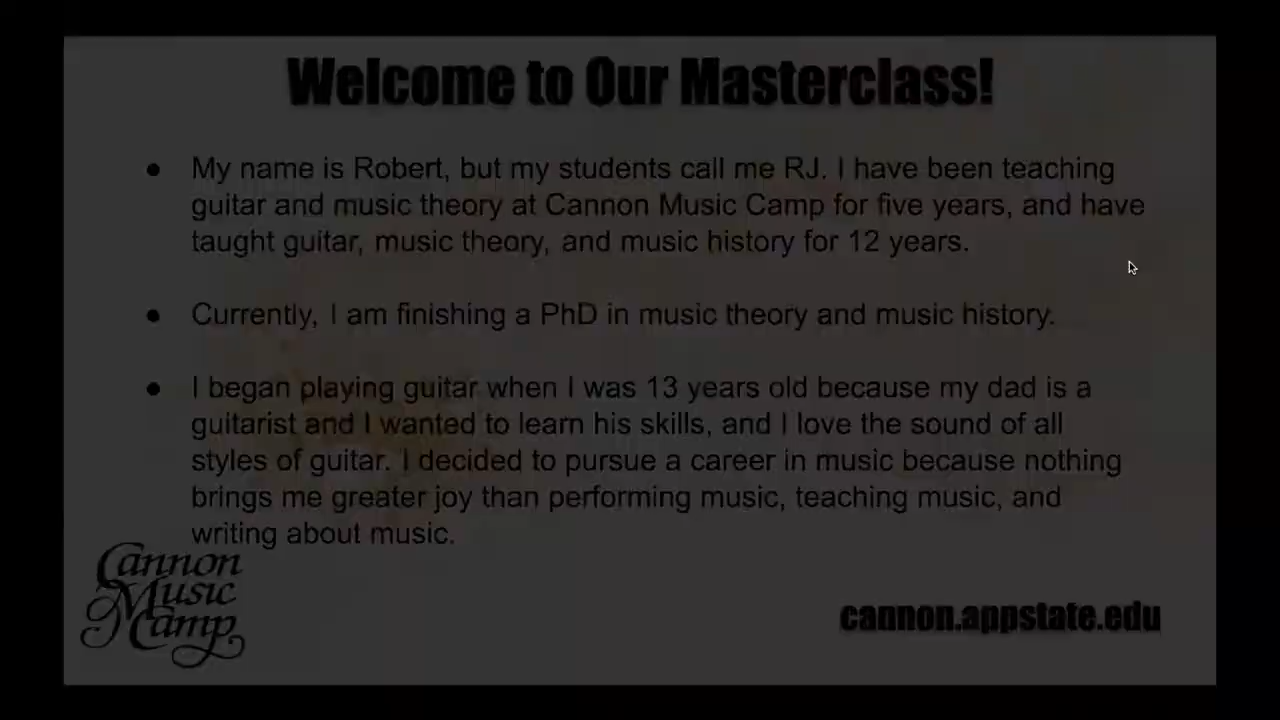 Welcome to Our Masterclass!
● My name is Robert, but my students call me RJ. I have been teaching
guitar and music theory at Cannon Music Camp for five years, and have
taught guitar, music theory, and music history for 12 years.
● Currently, I am finishing a PhD in music theory and music history.
● I began playing guitar when I was 13 years old because my dad is a
guitarist and I wanted to learn his skills, and I love the sound of all
styles of guitar. I decided to pursue a career in music because nothing
brings me greater joy than performing music, teaching music, and
writing about music.
Cannon
Music
Camp
cannon.appstate.edu